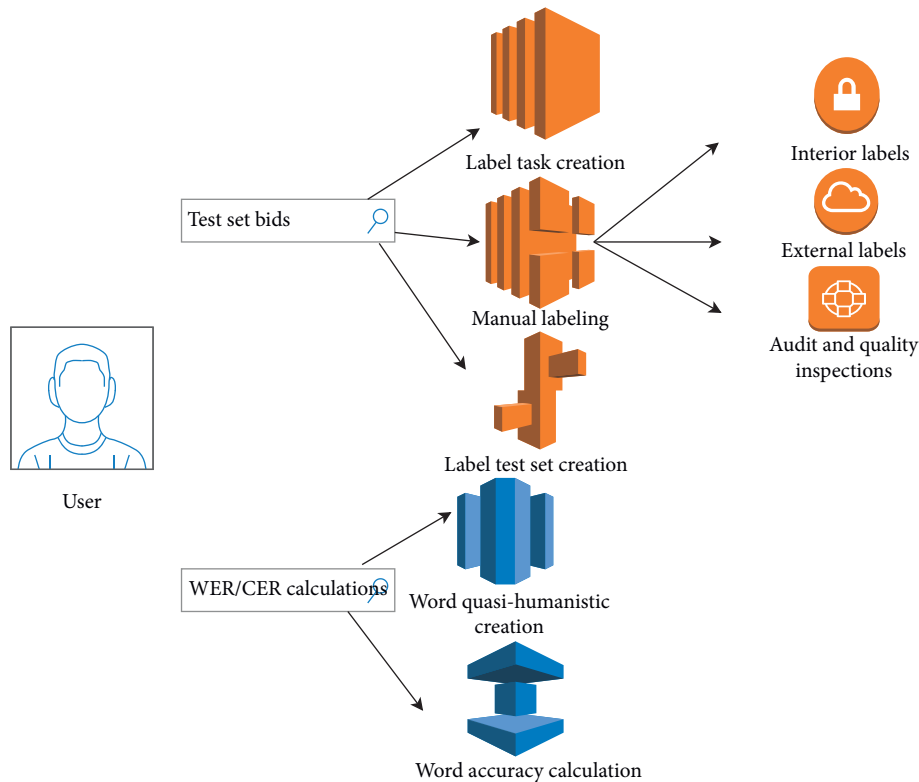 Label task creation
Interior labels
Test set bids
External labels
Manual labeling
Audit and quality
inspections
Label test set creation
User
WER/CER calculations
Word quasi-humanistic
creation
Word accuracy calculation